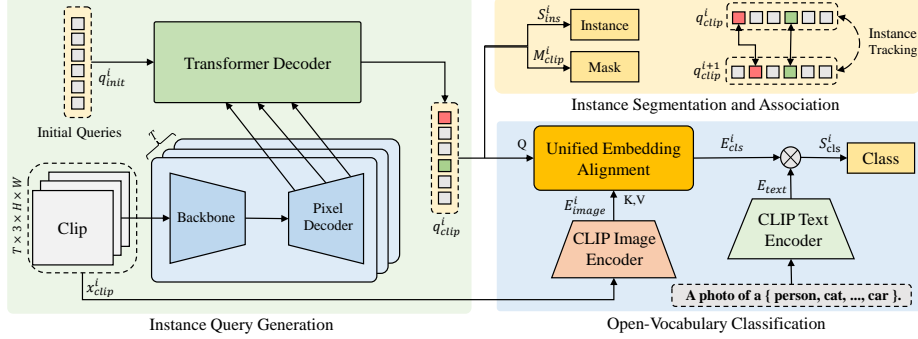 q^i_init
Initial Queries
Transformer Decoder
T
T × 3 × H × W
Clip
x^i_clip
Backbone
Pixel
Decoder
q^i_clip
Instance Query Generation
S^i_ins
Instance
M^i_clip
Mask
q^i_clip
q^{i+1}_clip
Instance
Tracking
Instance Segmentation and Association
Q
Unified Embedding
Alignment
E^i_cls
S^i_cls
Class
E^i_image
K,V
E_text
CLIP Image
Encoder
CLIP Text
Encoder
A photo of a { person, cat, ..., car }.
Open-Vocabulary Classification